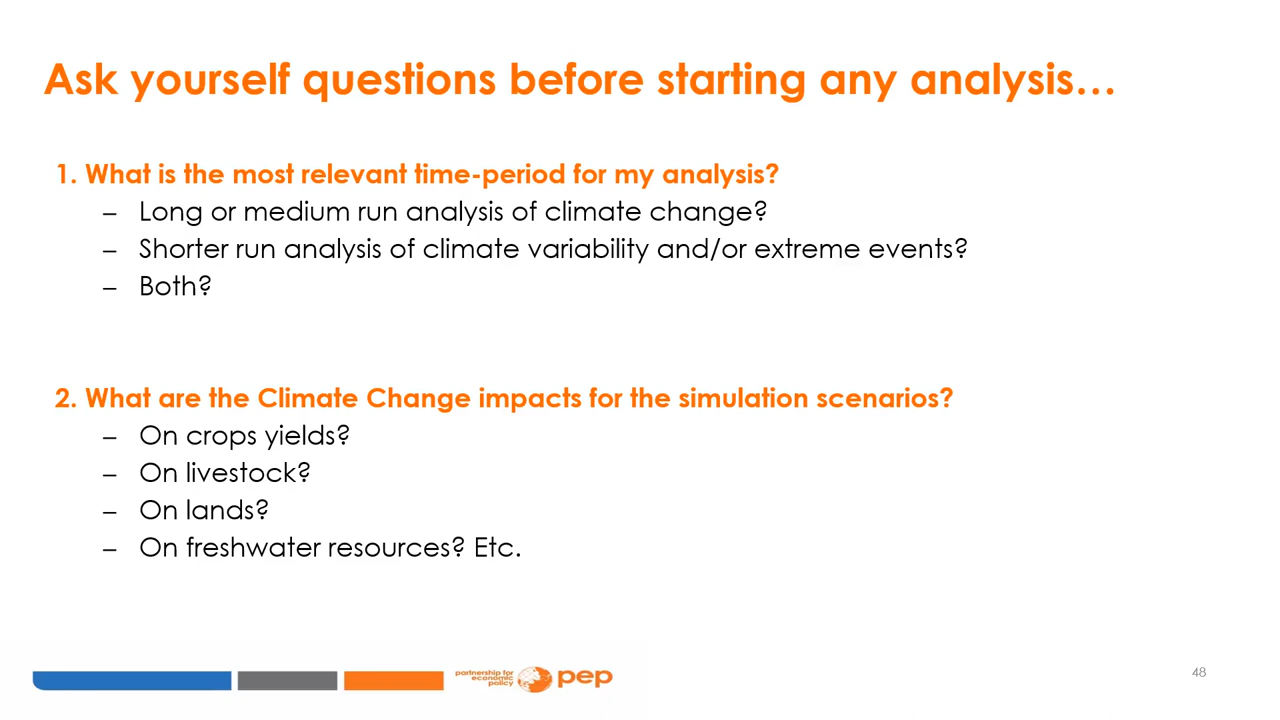 Ask yourself questions before starting any analysis…
1. What is the most relevant time-period for my analysis?
– Long or medium run analysis of climate change?
– Shorter run analysis of climate variability and/or extreme events?
– Both?
2. What are the Climate Change impacts for the simulation scenarios?
– On crops yields?
– On livestock?
– On lands?
– On freshwater resources? Etc.
partnership for
economic
policy
pep
48